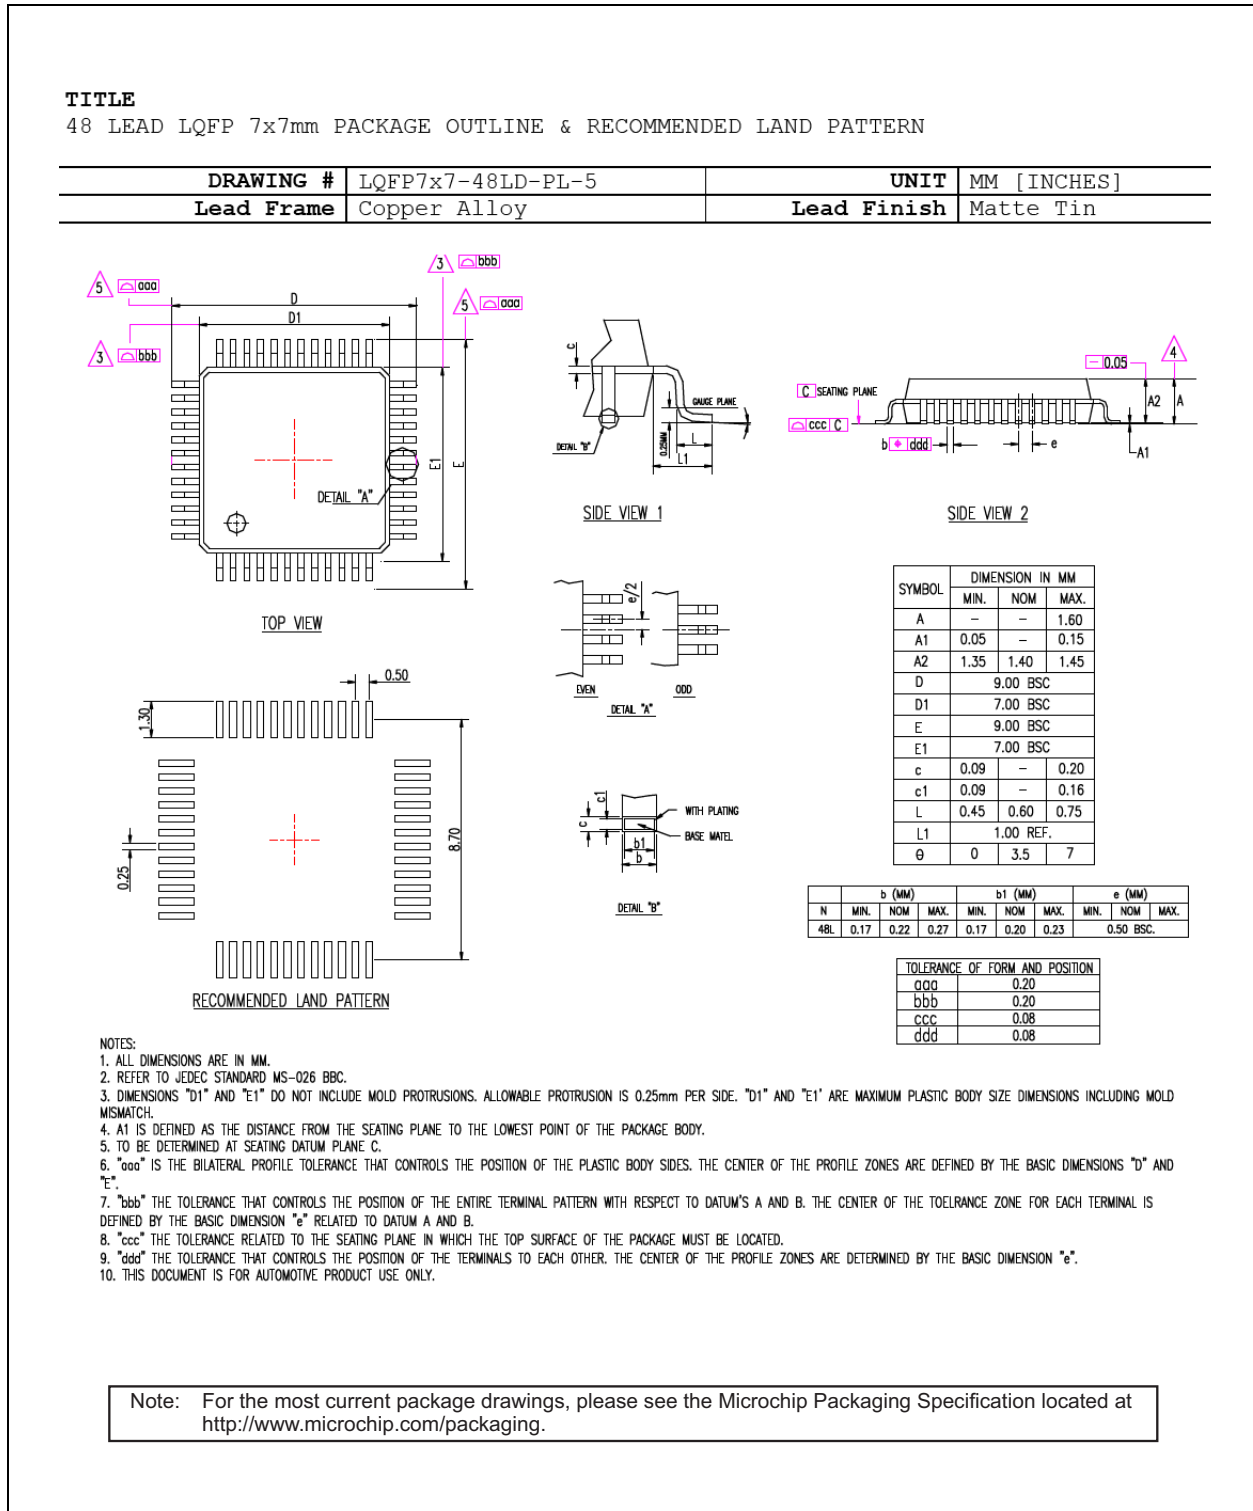 TITLE
48 LEAD LQFP 7x7mm PACKAGE OUTLINE & RECOMMENDED LAND PATTERN
DRAWING # LQFP7x7-48LD-PL-5 UNIT MM [INCHES]
Lead Frame Copper Alloy Lead Finish Matte Tin
3 bbb
5 aaa
D
5 aaa
D1
3 bbb
E1
E
DETAIL "A"
TOP VIEW
c
GAUGE PLANE
DETAIL "B"
0.25MM
L
L1
SIDE VIEW 1
4
- 0.05
C SEATING PLANE
A2
A
ccc C
b ddd
e
A1
SIDE VIEW 2
e/2
EVEN
ODD
DETAIL "A"
SYMBOL DIMENSION IN MM
MIN. NOM MAX.
A - - 1.60
A1 0.05 - 0.15
A2 1.35 1.40 1.45
D 9.00 BSC
D1 7.00 BSC
E 9.00 BSC
E1 7.00 BSC
c 0.09 - 0.20
c1 0.09 - 0.16
L 0.45 0.60 0.75
L1 1.00 REF.
θ 0 3.5 7
0.50
1.30
8.70
0.25
RECOMMENDED LAND PATTERN
c1
c
WITH PLATING
BASE MATEL
b1
b
DETAIL "B"
b (MM) b1 (MM) e (MM)
N MIN. NOM MAX. MIN. NOM MAX. MIN. NOM MAX.
48L 0.17 0.22 0.27 0.17 0.20 0.23 0.50 BSC.
TOLERANCE OF FORM AND POSITION
aaa 0.20
bbb 0.20
ccc 0.08
ddd 0.08
NOTES:
1. ALL DIMENSIONS ARE IN MM.
2. REFER TO JEDEC STANDARD MS-026 BBC.
3. DIMENSIONS "D1" AND "E1" DO NOT INCLUDE MOLD PROTRUSIONS. ALLOWABLE PROTRUSION IS 0.25mm PER SIDE. "D1" AND "E1' ARE MAXIMUM PLASTIC BODY SIZE DIMENSIONS INCLUDING MOLD
MISMATCH.
4. A1 IS DEFINED AS THE DISTANCE FROM THE SEATING PLANE TO THE LOWEST POINT OF THE PACKAGE BODY.
5. TO BE DETERMINED AT SEATING DATUM PLANE C.
6. "aaa" IS THE BILATERAL PROFILE TOLERANCE THAT CONTROLS THE POSITION OF THE PLASTIC BODY SIDES. THE CENTER OF THE PROFILE ZONES ARE DEFINED BY THE BASIC DIMENSIONS "D" AND
"E".
7. "bbb" THE TOLERANCE THAT CONTROLS THE POSITION OF THE ENTIRE TERMINAL PATTERN WITH RESPECT TO DATUM'S A AND B. THE CENTER OF THE TOELRANCE ZONE FOR EACH TERMINAL IS
DEFINED BY THE BASIC DIMENSION "e" RELATED TO DATUM A AND B.
8. "ccc" THE TOLERANCE RELATED TO THE SEATING PLANE IN WHICH THE TOP SURFACE OF THE PACKAGE MUST BE LOCATED.
9. "ddd" THE TOLERANCE THAT CONTROLS THE POSITION OF THE TERMINALS TO EACH OTHER. THE CENTER OF THE PROFILE ZONES ARE DETERMINED BY THE BASIC DIMENSION "e".
10. THIS DOCUMENT IS FOR AUTOMOTIVE PRODUCT USE ONLY.
Note: For the most current package drawings, please see the Microchip Packaging Specification located at
http://www.microchip.com/packaging.